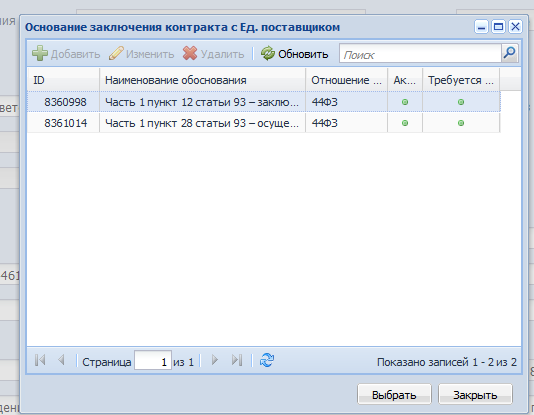 Основание заключения контракта с Ед. поставщиком
Добавить Изменить Удалить Обновить Поиск
ID Наименование обоснования Отношение ... Ак... Требуется ...
8360998 Часть 1 пункт 12 статьи 93 – заклю... 44ФЗ
8361014 Часть 1 пункт 28 статьи 93 – осуще... 44ФЗ
461
Страница 1 из 1 Показано записей 1 - 2 из 2
Выбрать Закрыть